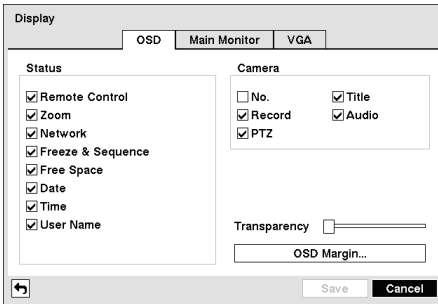 Display
OSD Main Monitor VGA
Status
Remote Control
Zoom
Network
Freeze & Sequence
Free Space
Date
Time
User Name
Camera
No. Title
Record Audio
PTZ
Transparency
OSD Margin...
Save Cancel